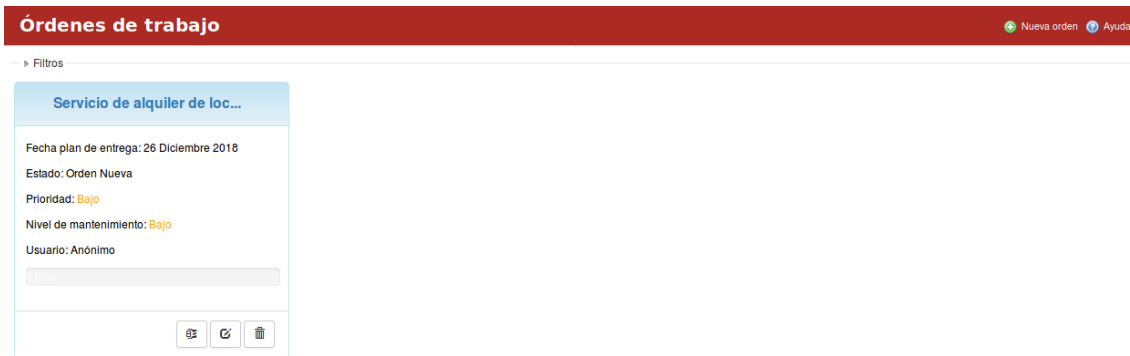 Órdenes de trabajo
Nueva orden Ayuda
Filtros
Servicio de alquiler de loc...
Fecha plan de entrega: 26 Diciembre 2018
Estado: Orden Nueva
Prioridad: Bajo
Nivel de mantenimiento: Bajo
Usuario: Anónimo